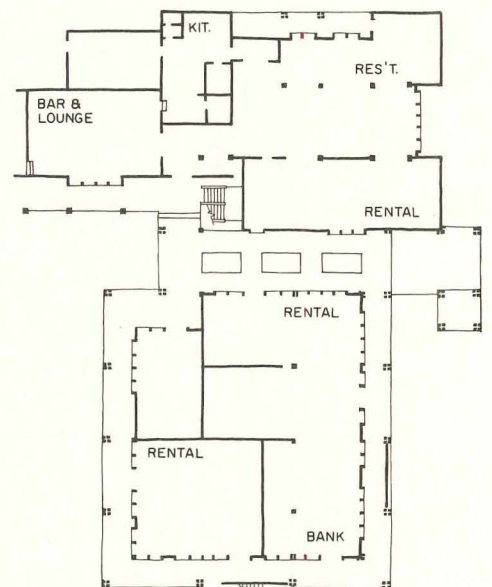 KIT.
RES'T.
BAR &
LOUNGE
RENTAL
RENTAL
RENTAL
BANK